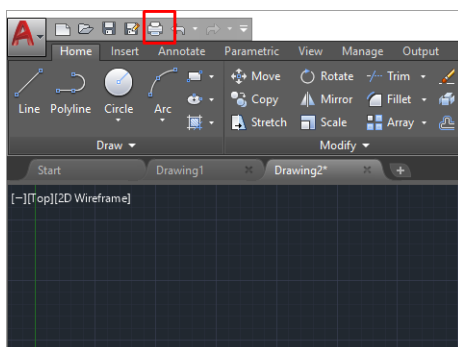 A
Home Insert Annotate Parametric View Manage Output
Move Rotate Trim
Line Polyline Circle Arc Copy Mirror Fillet
Stretch Scale Array
Draw Modify
Start Drawing1 Drawing2*
[−][Top][2D Wireframe]